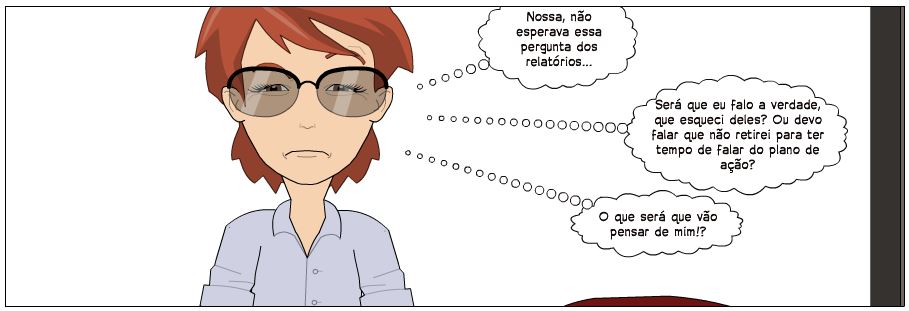 Nossa, não
esperava essa
pergunta dos
relatórios...
Será que eu falo a verdade,
que esqueci deles? Ou devo
falar que não retirei para ter
tempo de falar do plano de
ação?
O que será que vão
pensar de mim!?